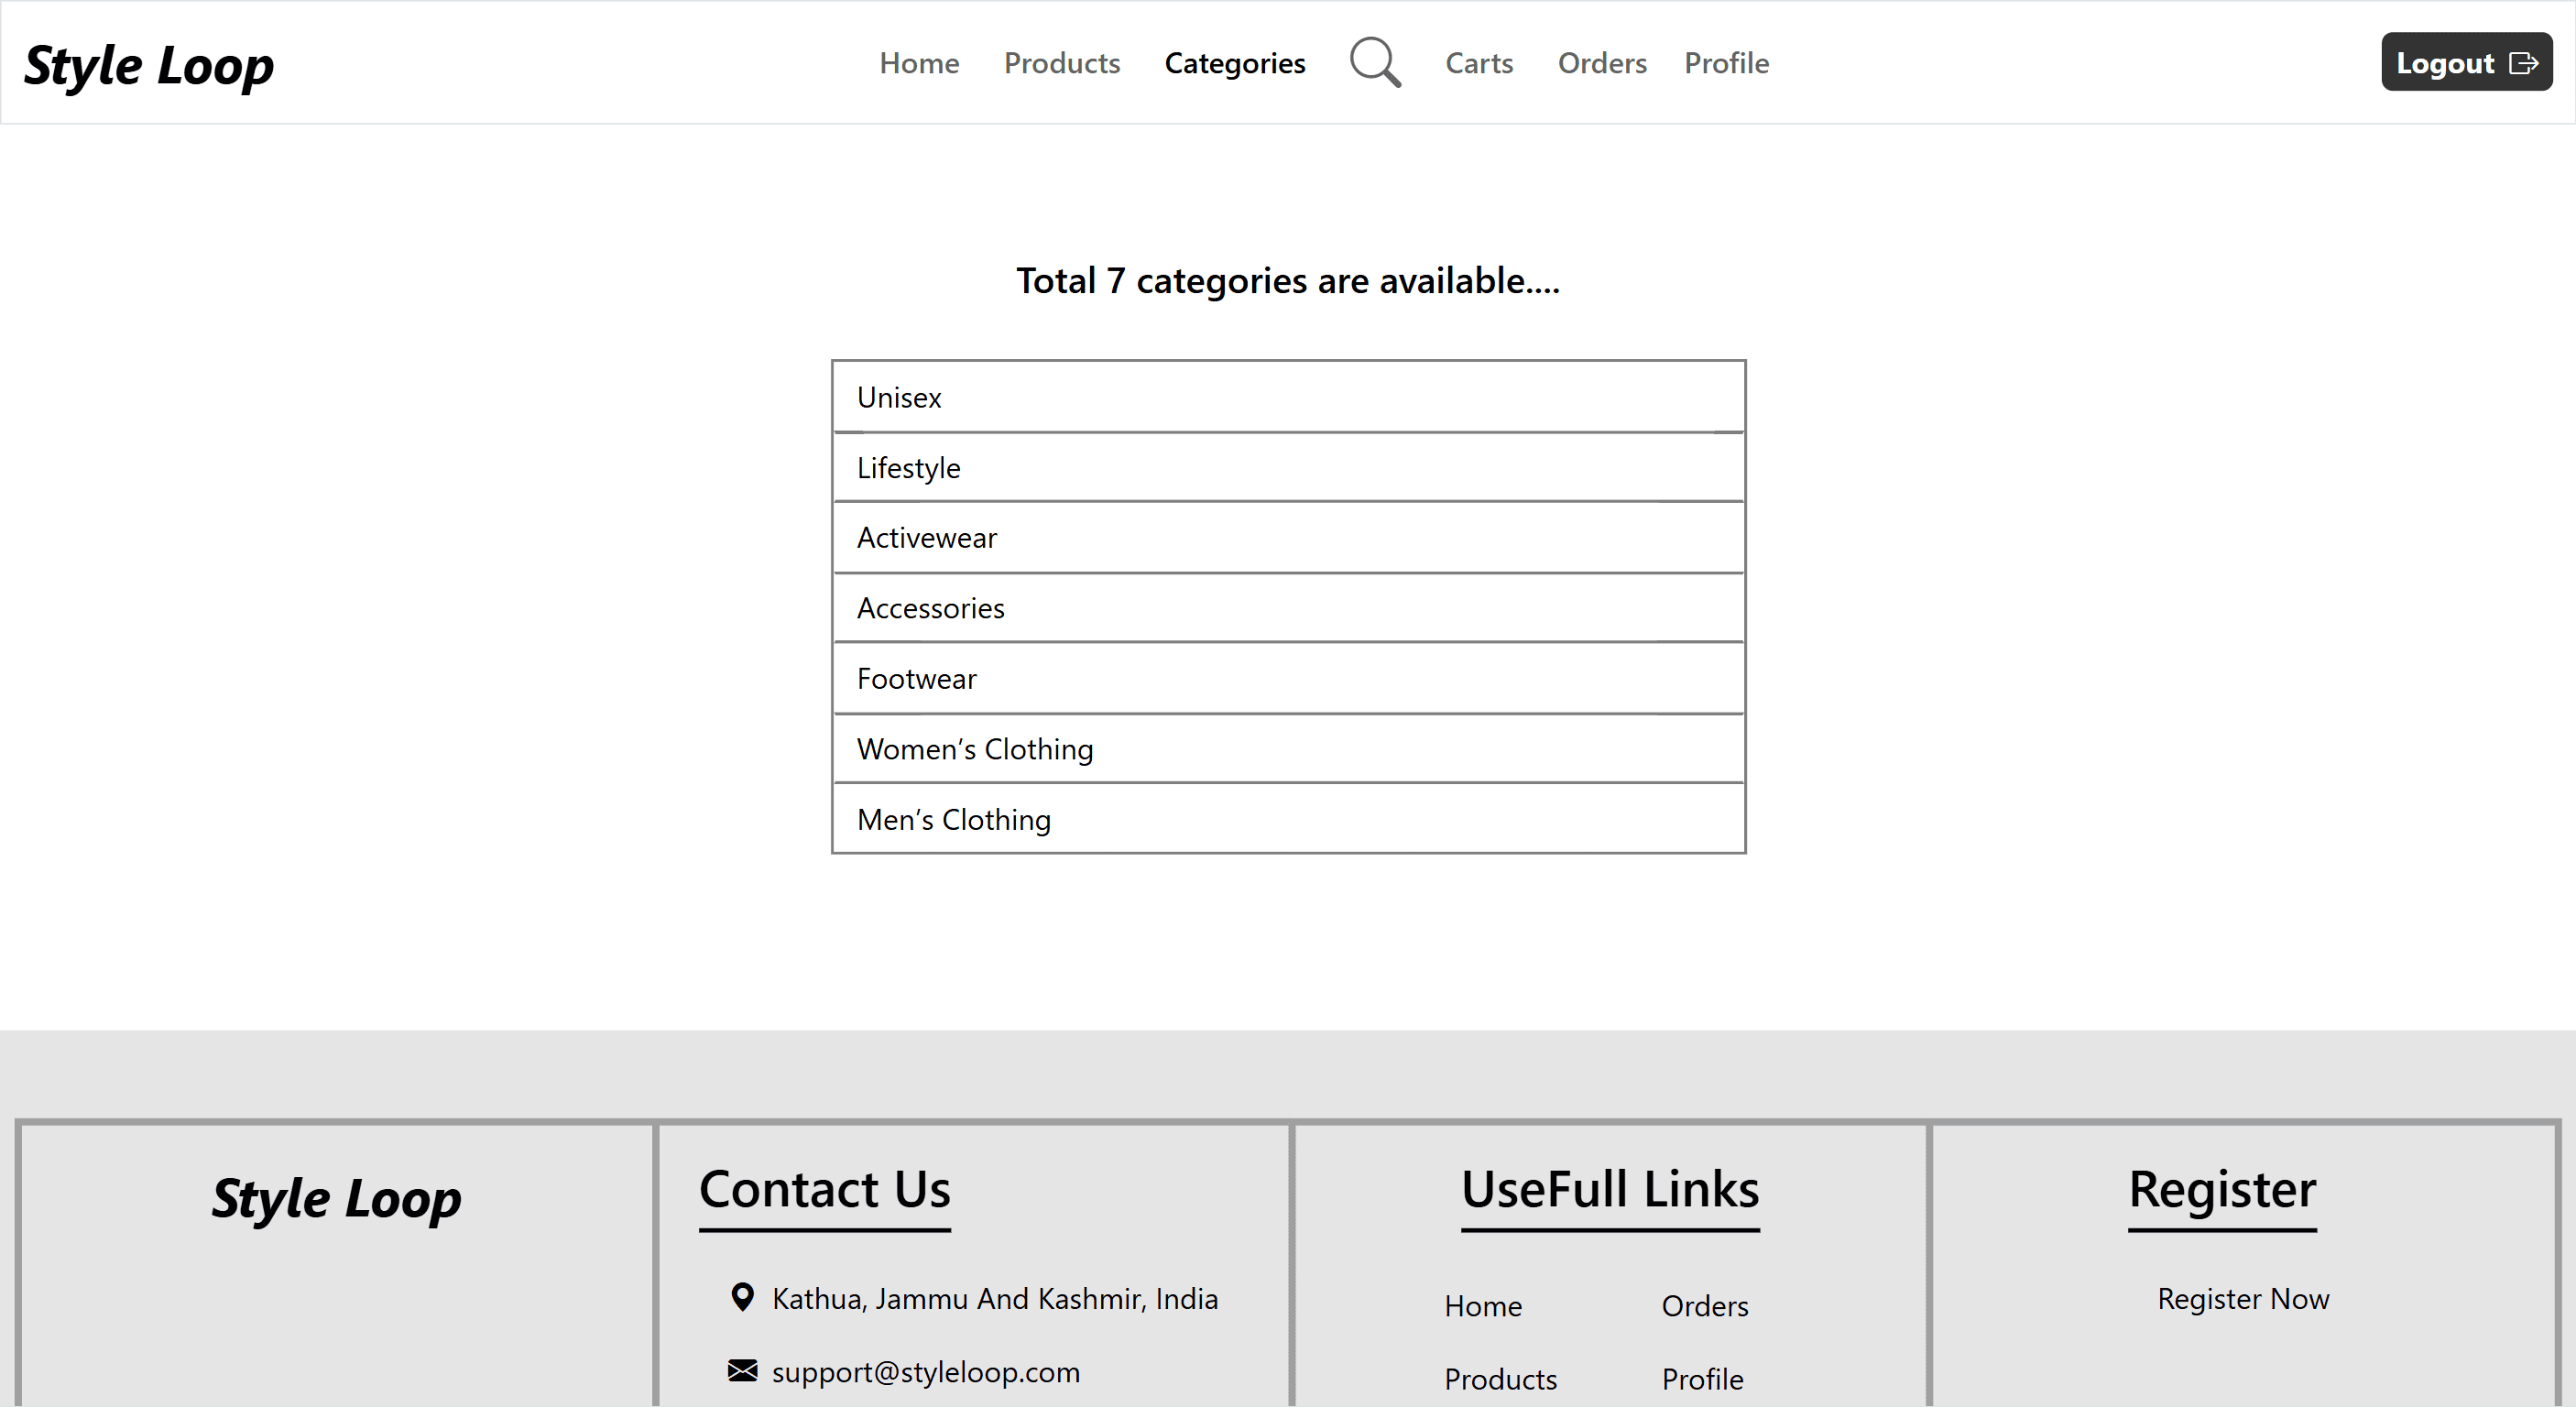 Style Loop
Home Products Categories Carts Orders Profile
Logout
Total 7 categories are available....
Unisex
Lifestyle
Activewear
Accessories
Footwear
Women’s Clothing
Men’s Clothing
Style Loop
Contact Us
Kathua, Jammu And Kashmir, India
support@styleloop.com
UseFull Links
Home Orders
Products Profile
Register
Register Now